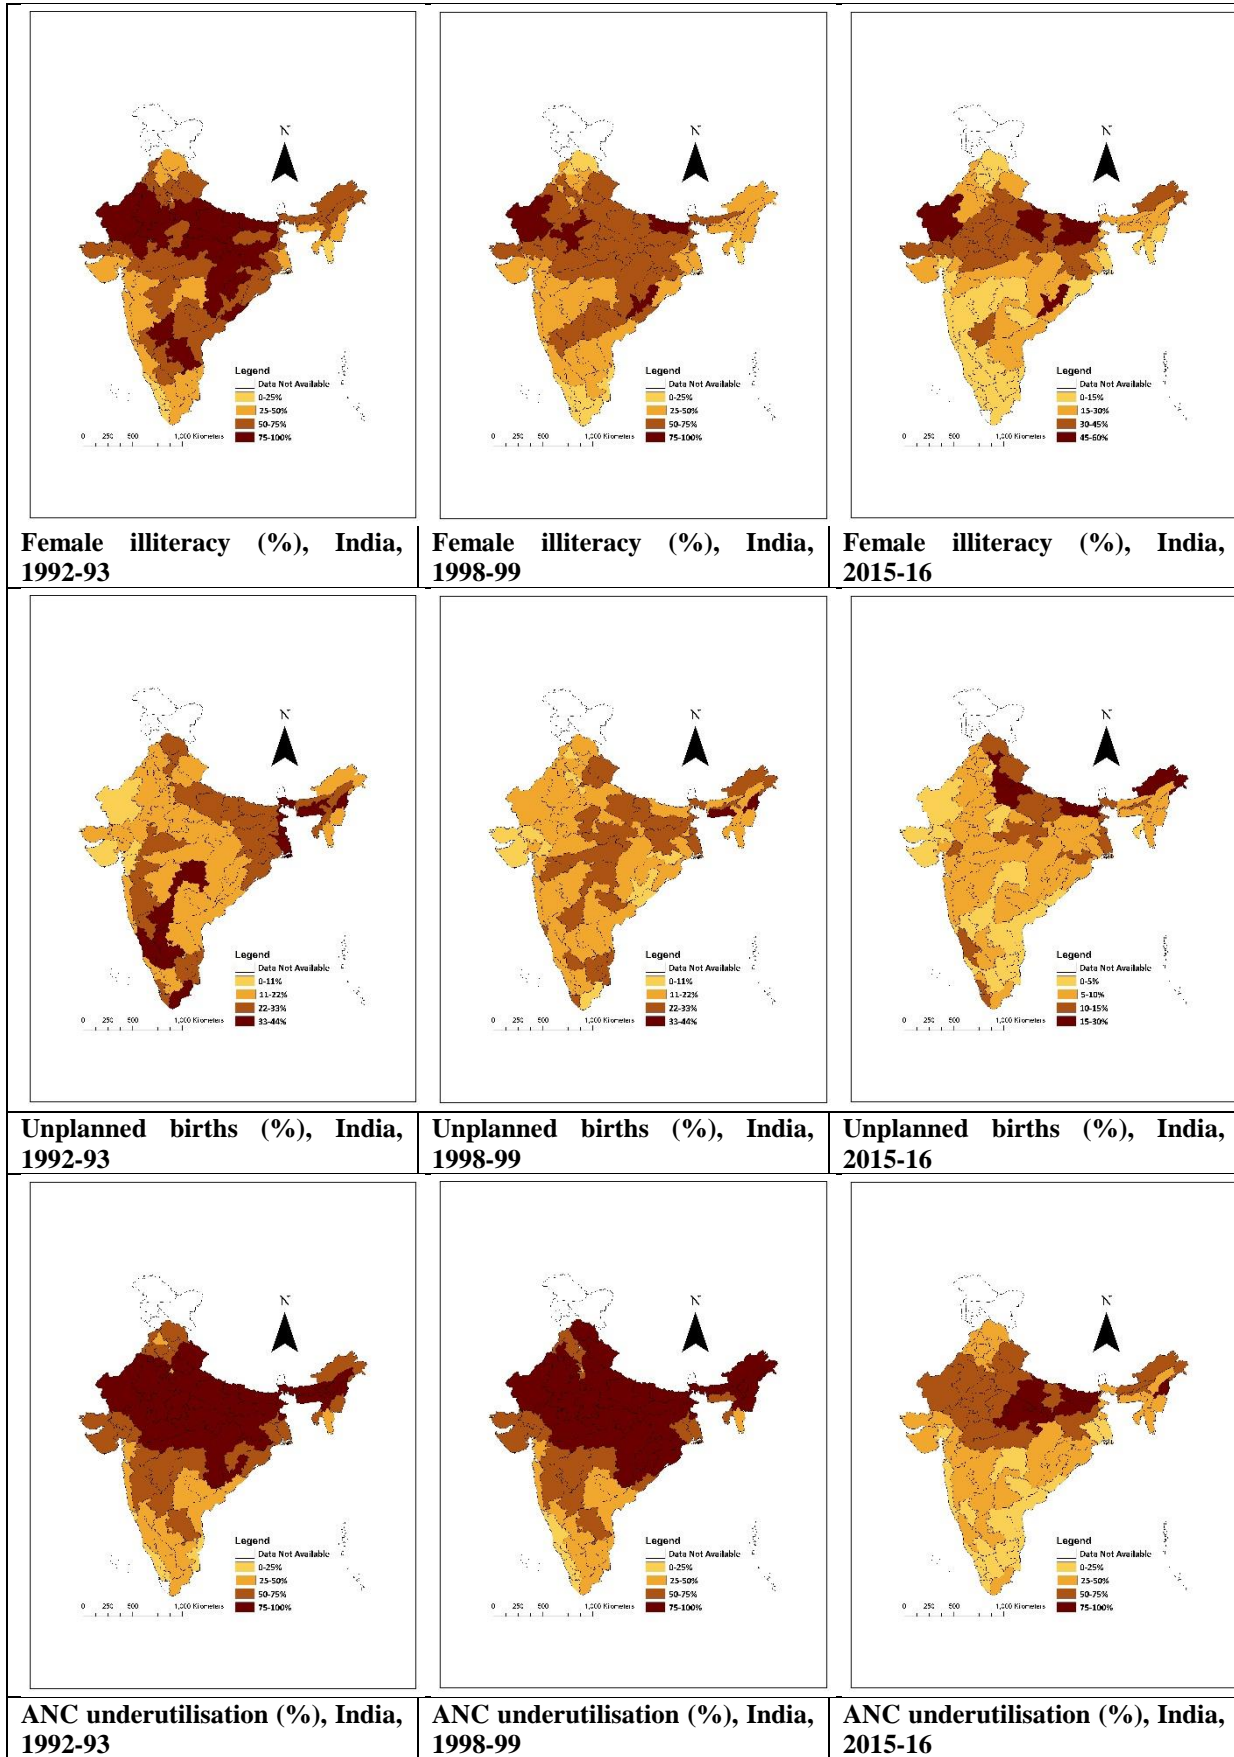 N
Legend
Data Not Available
0-25%
25-50%
50-75%
75-100%
0 250 500 1,000 Kilometers
N
Legend
Data Not Available
0-25%
25-50%
50-75%
75-100%
0 250 500 1,000 Kilometers
N
Legend
Data Not Available
0-15%
15-30%
30-45%
45-60%
0 250 500 1,000 Kilometers
Female illiteracy (%), India,
1992-93
Female illiteracy (%), India,
1998-99
Female illiteracy (%), India,
2015-16
N
Legend
Data Not Available
0-11%
11-22%
22-33%
33-44%
0 250 500 1,000 Kilometers
N
Legend
Data Not Available
0-11%
11-22%
22-33%
33-44%
0 250 500 1,000 Kilometers
N
Legend
Data Not Available
0-5%
5-10%
10-15%
15-30%
0 250 500 1,000 Kilometers
Unplanned births (%), India,
1992-93
Unplanned births (%), India,
1998-99
Unplanned births (%), India,
2015-16
N
Legend
Data Not Available
0-25%
25-50%
50-75%
75-100%
0 250 500 1,000 Kilometers
N
Legend
Data Not Available
0-25%
25-50%
50-75%
75-100%
0 250 500 1,000 Kilometers
N
Legend
Data Not Available
0-25%
25-50%
50-75%
75-100%
0 250 500 1,000 Kilometers
ANC underutilisation (%), India,
1992-93
ANC underutilisation (%), India,
1998-99
ANC underutilisation (%), India,
2015-16